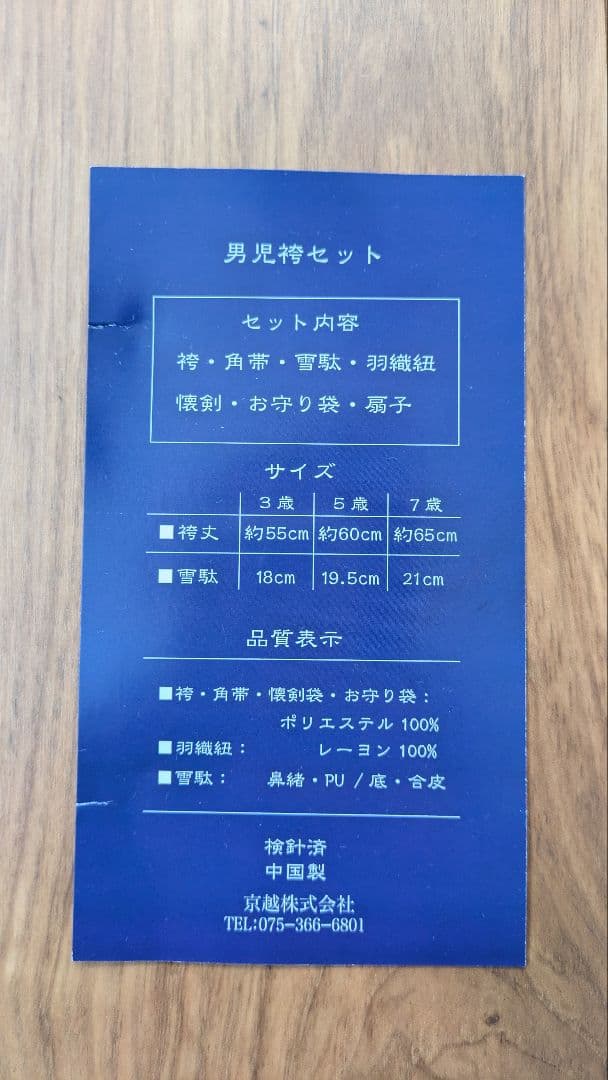 男児袴セット
セット内容
袴・角帯・雪駄・羽織紐
懐剣・お守り袋・扇子
サイズ
3歳 5歳 7歳
■袴丈 約55cm 約60cm 約65cm
■雪駄 18cm 19.5cm 21cm
品質表示
■袴・角帯・懐剣袋・お守り袋：
ポリエステル 100%
■羽織紐： レーヨン 100%
■雪駄： 鼻緒・PU / 底・合皮
検針済
中国製
京越株式会社
TEL:075-366-6801